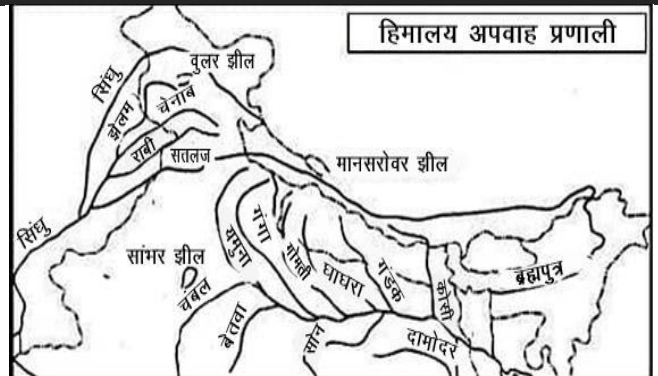 हिमालय अपवाह प्रणाली
सिंधु
वुलर झील
झेलम
चेनाब
राबी
सतलज
मानसरोवर झील
सिंधु
सांभर झील
यमुना
गंगा
गोमती
घाघरा
गंडक
कोसी
ब्रह्मपुत्र
चंबल
बेतवा
सोन
दामोदर